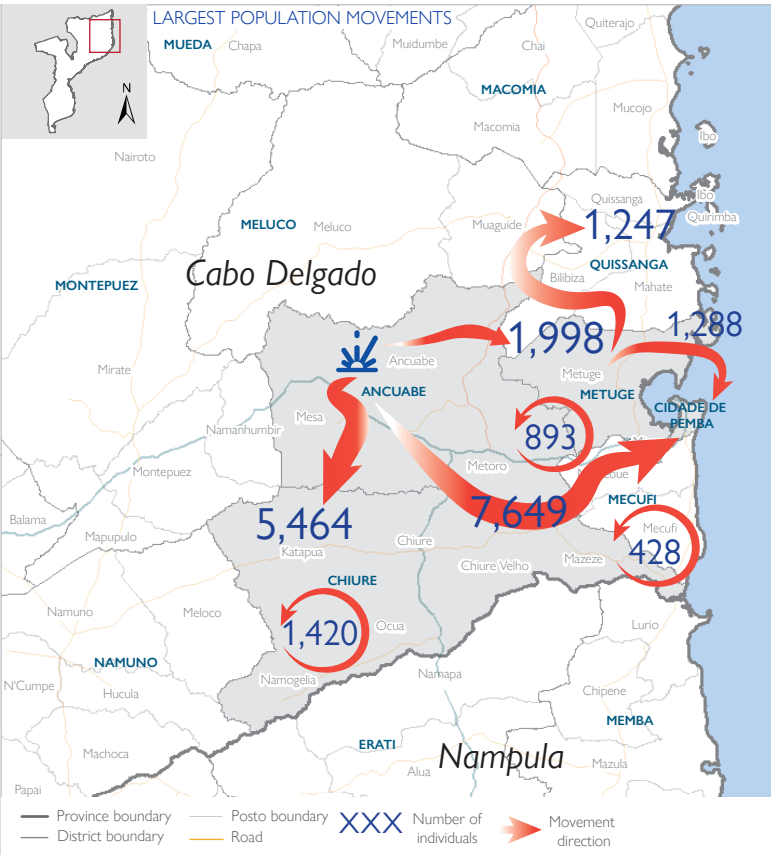 LARGEST POPULATION MOVEMENTS
MUEDA
Chapa
Muidumbe
Chai
Quiterajo
N
MACOMIA
Mucojo
Macomia
Ibo
Nairoto
Quissanga
Ibo
Quirimba
MELUCO
Meluco
Muaguide
1,247
QUISSANGA
Cabo Delgado
MONTEPUEZ
Bilibiza
Mahate
1,998
1,288
Ancuabe
Metuge
Mirate
ANCUABE
METUGE
CIDADE DE
PEMBA
Mesa
Namanhumbir
893
Metoro
Montepuez
MECUFI
7,649
5,464
Balama
Mecufi
Mapupulo
Chiure
428
Katapua
Chiure Velho
Mazeze
CHIURE
Namuno
Meloco
Ocua
1,420
Lurio
NAMUNO
Namapa
N'Cumpe
Namogelia
Hucula
Chipene
MEMBA
ERATI
Nampula
Machoca
Alua
Mazula
Papai
Province boundary
District boundary
Posto boundary
Road
XXX
Number of
individuals
Movement
direction